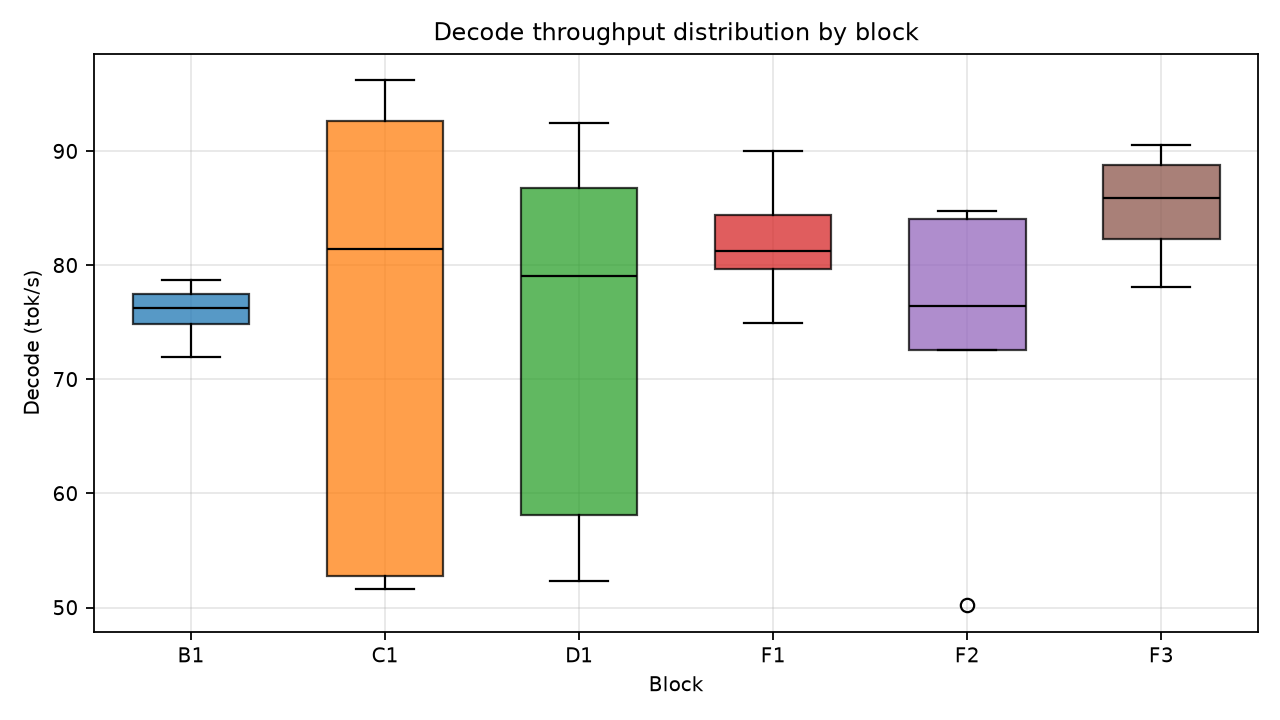 Decode throughput distribution by block
Decode (tok/s)
90
80
70
60
50
B1 C1 D1 F1 F2 F3
Block